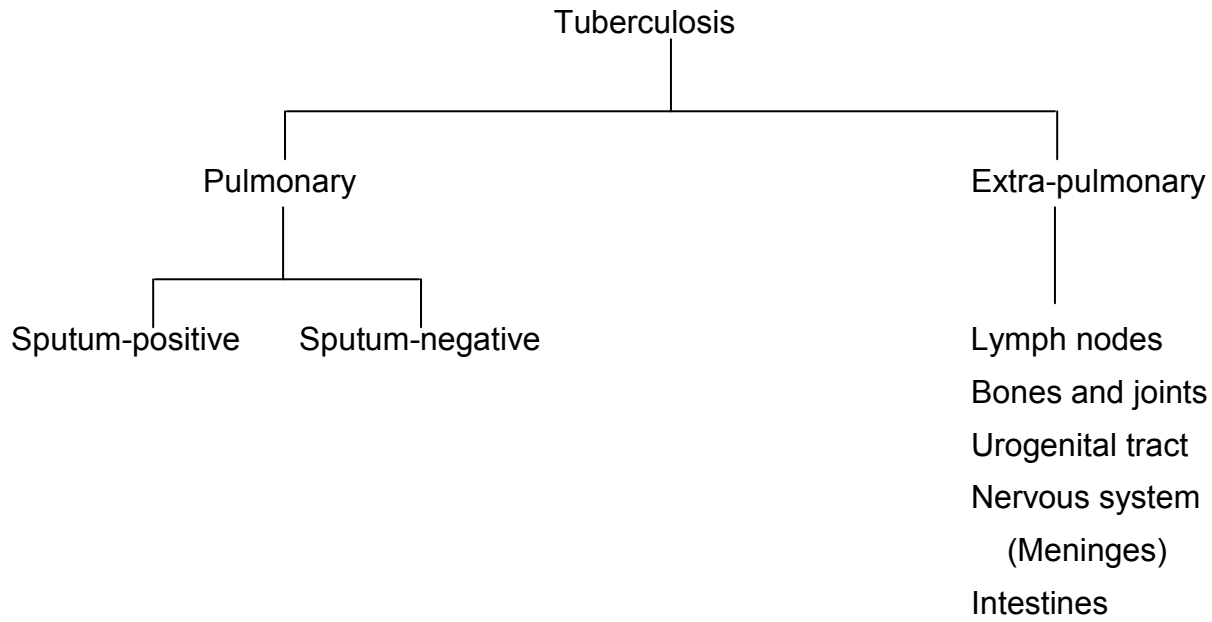 Tuberculosis
Pulmonary
Extra-pulmonary
Sputum-positive
Sputum-negative
Lymph nodes
Bones and joints
Urogenital tract
Nervous system
(Meninges)
Intestines